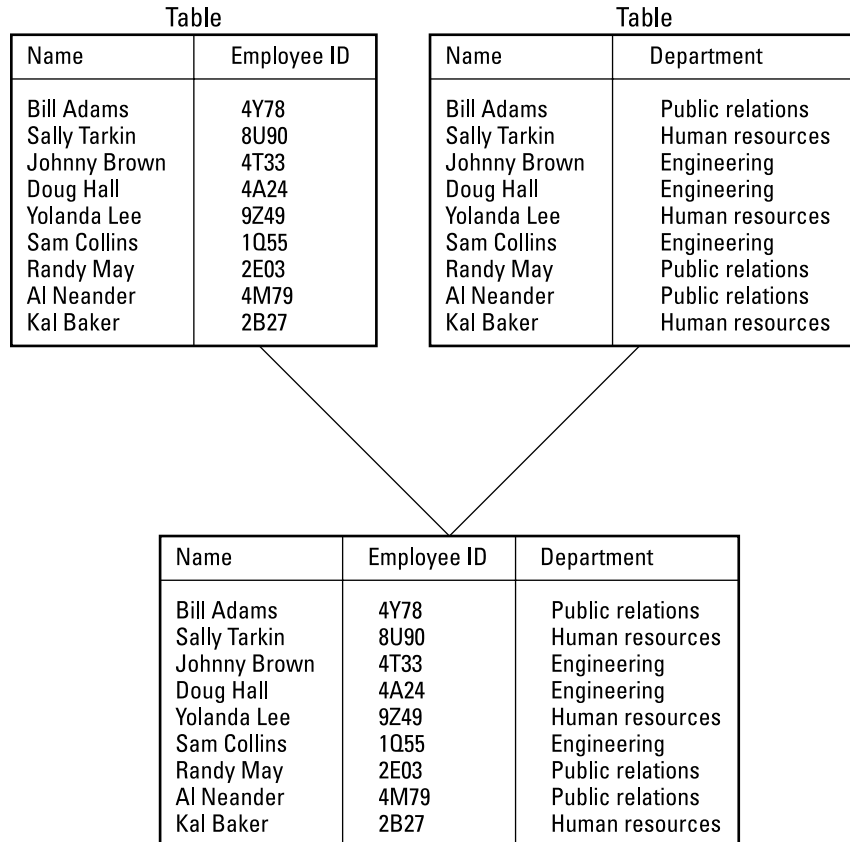 Table
Name Employee ID
Bill Adams 4Y78
Sally Tarkin 8U90
Johnny Brown 4T33
Doug Hall 4A24
Yolanda Lee 9Z49
Sam Collins 1Q55
Randy May 2E03
Al Neander 4M79
Kal Baker 2B27
Table
Name Department
Bill Adams Public relations
Sally Tarkin Human resources
Johnny Brown Engineering
Doug Hall Engineering
Yolanda Lee Human resources
Sam Collins Engineering
Randy May Public relations
Al Neander Public relations
Kal Baker Human resources
Name Employee ID Department
Bill Adams 4Y78 Public relations
Sally Tarkin 8U90 Human resources
Johnny Brown 4T33 Engineering
Doug Hall 4A24 Engineering
Yolanda Lee 9Z49 Human resources
Sam Collins 1Q55 Engineering
Randy May 2E03 Public relations
Al Neander 4M79 Public relations
Kal Baker 2B27 Human resources